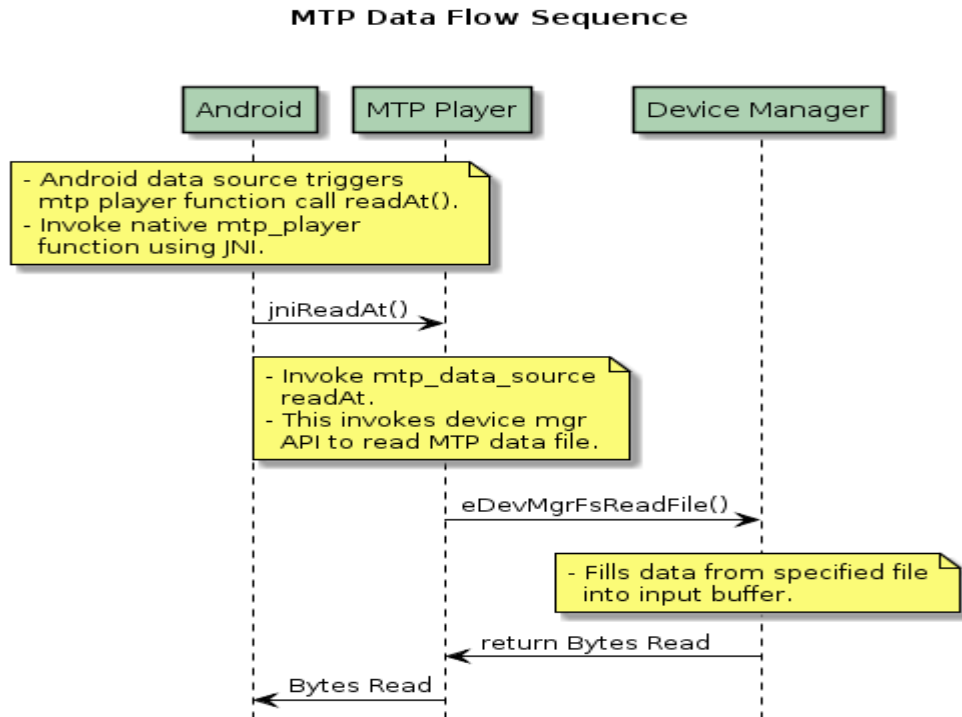 MTP Data Flow Sequence
Android
MTP Player
Device Manager
- Android data source triggers
mtp player function call readAt().
- Invoke native mtp_player
function using JNI.
jniReadAt()
- Invoke mtp_data_source
readAt.
- This invokes device mgr
API to read MTP data file.
eDevMgrFsReadFile()
- Fills data from specified file
into input buffer.
return Bytes Read
Bytes Read